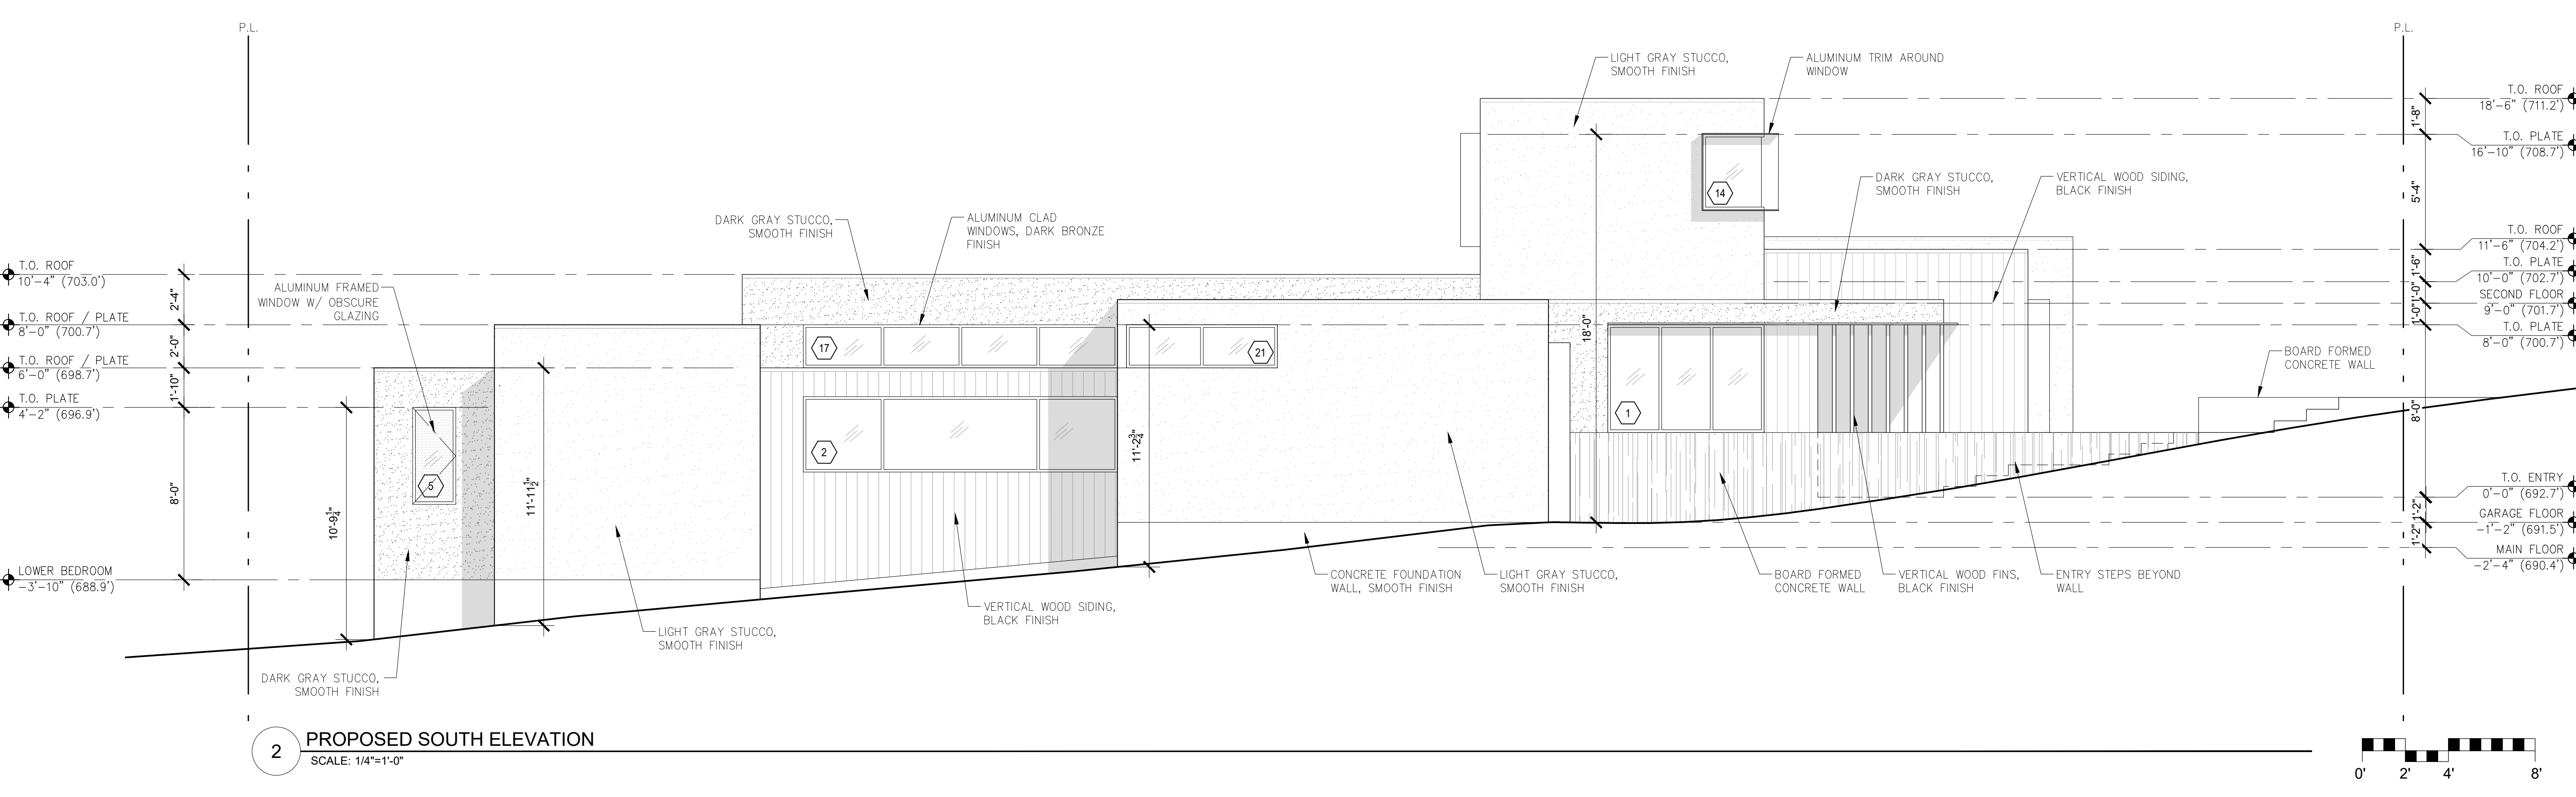 P.L.
P.L.
LIGHT GRAY STUCCO,
SMOOTH FINISH
ALUMINUM TRIM AROUND
WINDOW
T.O. ROOF
18'-6" (711.2')
1'-8"
T.O. PLATE
16'-10" (708.7')
5'-4"
14
DARK GRAY STUCCO,
SMOOTH FINISH
VERTICAL WOOD SIDING,
BLACK FINISH
DARK GRAY STUCCO,
SMOOTH FINISH
ALUMINUM CLAD
WINDOWS, DARK BRONZE
FINISH
T.O. ROOF
11'-6" (704.2')
1'-6"
T.O. PLATE
10'-0" (702.7')
1'-0"
SECOND FLOOR
9'-0" (701.7')
1'-0"
T.O. PLATE
8'-0" (700.7')
T.O. ROOF
10'-4" (703.0')
2'-4"
T.O. ROOF / PLATE
8'-0" (700.7')
2'-0"
T.O. ROOF / PLATE
6'-0" (698.7')
1'-10"
T.O. PLATE
4'-2" (696.9')
8'-0"
LOWER BEDROOM
-3'-10" (688.9')
ALUMINUM FRAMED
WINDOW W/ OBSCURE
GLAZING
17
21
2
1
5
18'-0"
11'-2¾"
11'-11½"
10'-9¼"
BOARD FORMED
CONCRETE WALL
8'-0"
T.O. ENTRY
0'-0" (692.7')
1'-2"
GARAGE FLOOR
-1'-2" (691.5')
1'-2"
MAIN FLOOR
-2'-4" (690.4')
CONCRETE FOUNDATION
WALL, SMOOTH FINISH
LIGHT GRAY STUCCO,
SMOOTH FINISH
BOARD FORMED
CONCRETE WALL
VERTICAL WOOD FINS,
BLACK FINISH
ENTRY STEPS BEYOND
WALL
VERTICAL WOOD SIDING,
BLACK FINISH
LIGHT GRAY STUCCO,
SMOOTH FINISH
DARK GRAY STUCCO,
SMOOTH FINISH
2
PROPOSED SOUTH ELEVATION
SCALE: 1/4"=1'-0"
0' 2' 4' 8'